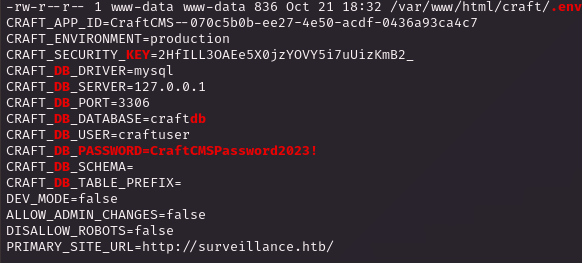 -rw-r--r-- 1 www-data www-data 836 Oct 21 18:32 /var/www/html/craft/.env
CRAFT_APP_ID=CraftCMS--070c5b0b-ee27-4e50-acdf-0436a93ca4c7
CRAFT_ENVIRONMENT=production
CRAFT_SECURITY_KEY=2HfILL3OAEe5X0jzYOVY5i7uUizKmB2_
CRAFT_DB_DRIVER=mysql
CRAFT_DB_SERVER=127.0.0.1
CRAFT_DB_PORT=3306
CRAFT_DB_DATABASE=craftdb
CRAFT_DB_USER=craftuser
CRAFT_DB_PASSWORD=CraftCMSPassword2023!
CRAFT_DB_SCHEMA=
CRAFT_DB_TABLE_PREFIX=
DEV_MODE=false
ALLOW_ADMIN_CHANGES=false
DISALLOW_ROBOTS=false
PRIMARY_SITE_URL=http://surveillance.htb/